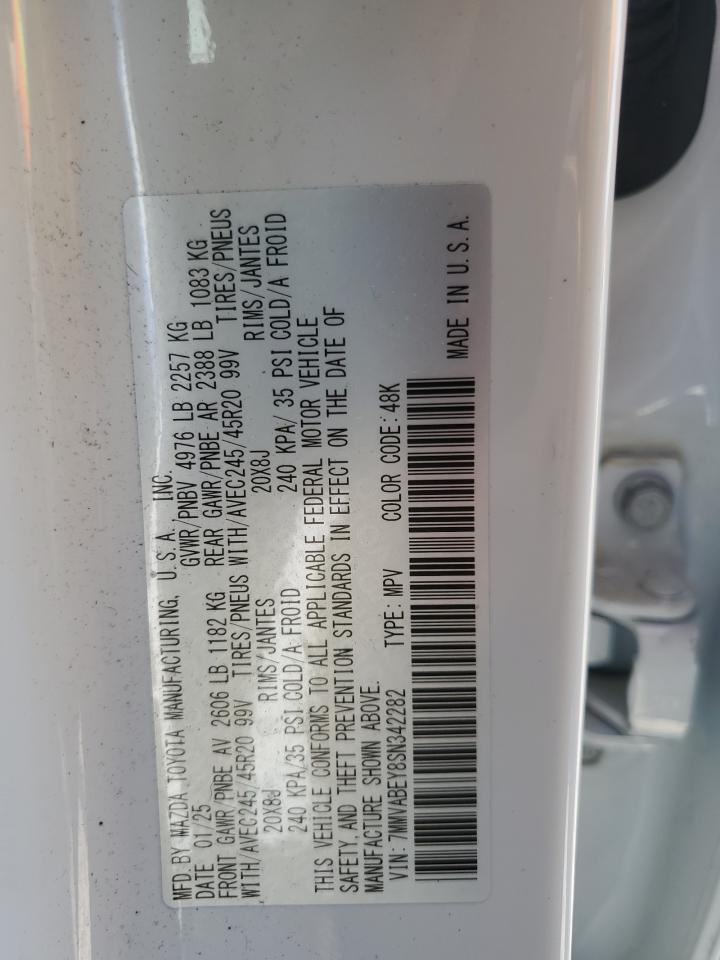 MFD. BY MAZDA TOYOTA MANUFACTURING, U.S.A. INC.
DATE 01/25 GVWR/PNBV 4976 LB 2257 KG
FRONT GAWR/PNBE AV 2606 LB 1182 KG REAR GAWR/PNBE AR 2388 LB 1083 KG
WITH/AVEC245/45R20 99V TIRES/PNEUS WITH/AVEC245/45R20 99V TIRES/PNEUS
20X8J RIMS/JANTES 20X8J RIMS/JANTES
240 KPA/35 PSI COLD/A FROID 240 KPA/ 35 PSI COLD/A FROID
THIS VEHICLE CONFORMS TO ALL APPLICABLE FEDERAL MOTOR VEHICLE
SAFETY, AND THEFT PREVENTION STANDARDS IN EFFECT ON THE DATE OF
MANUFACTURE SHOWN ABOVE.
VIN: 7MMVABEY8SN342282 TYPE: MPV COLOR CODE: 48K
MADE IN U.S.A.